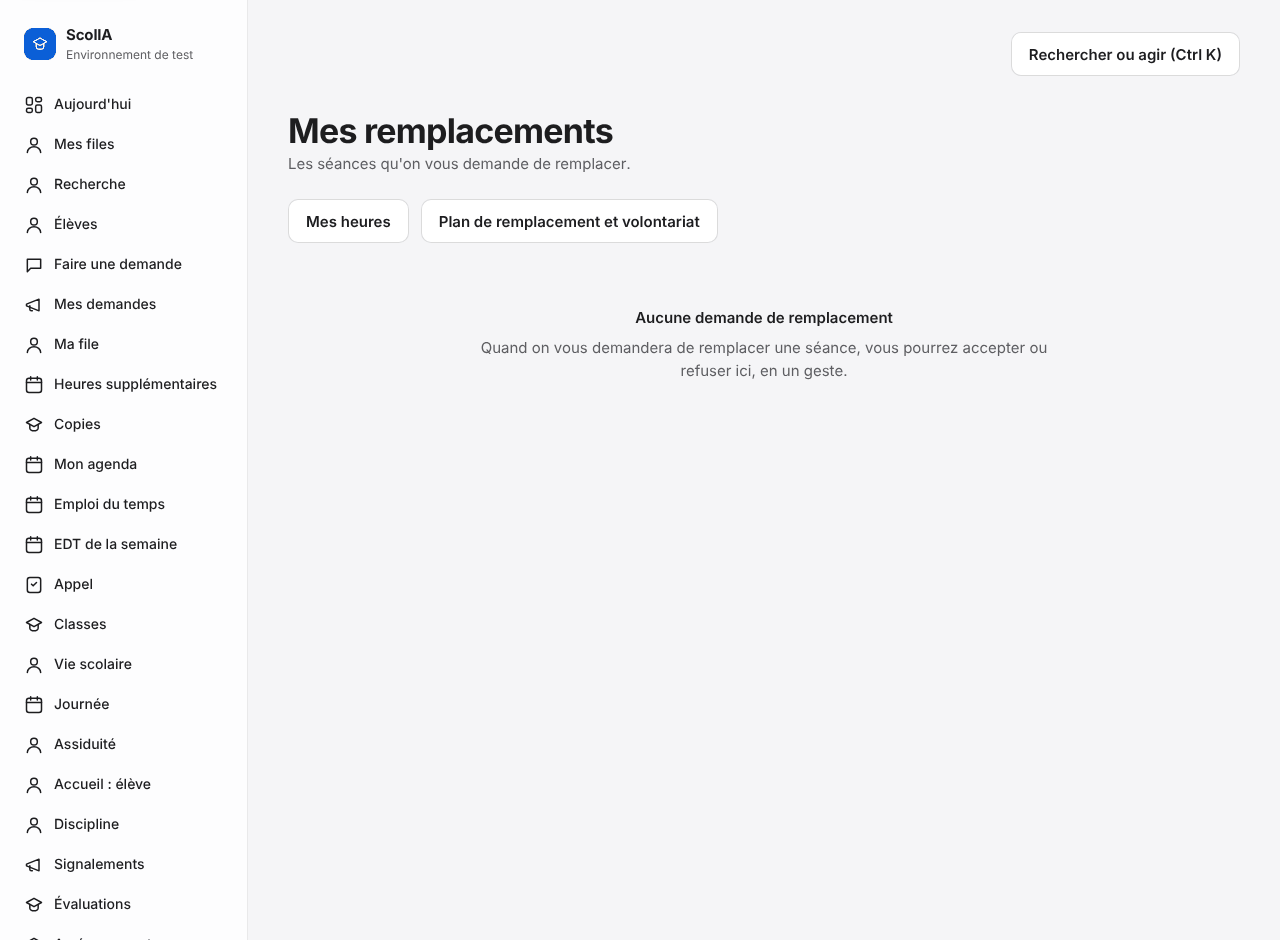 ScolIA
Environnement de test
Aujourd'hui
Mes files
Recherche
Élèves
Faire une demande
Mes demandes
Ma file
Heures supplémentaires
Copies
Mon agenda
Emploi du temps
EDT de la semaine
Appel
Classes
Vie scolaire
Journée
Assiduité
Accueil : élève
Discipline
Signalements
Évaluations
Rechercher ou agir (Ctrl K)
Mes remplacements
Les séances qu'on vous demande de remplacer.
Mes heures
Plan de remplacement et volontariat
Aucune demande de remplacement
Quand on vous demandera de remplacer une séance, vous pourrez accepter ou
refuser ici, en un geste.